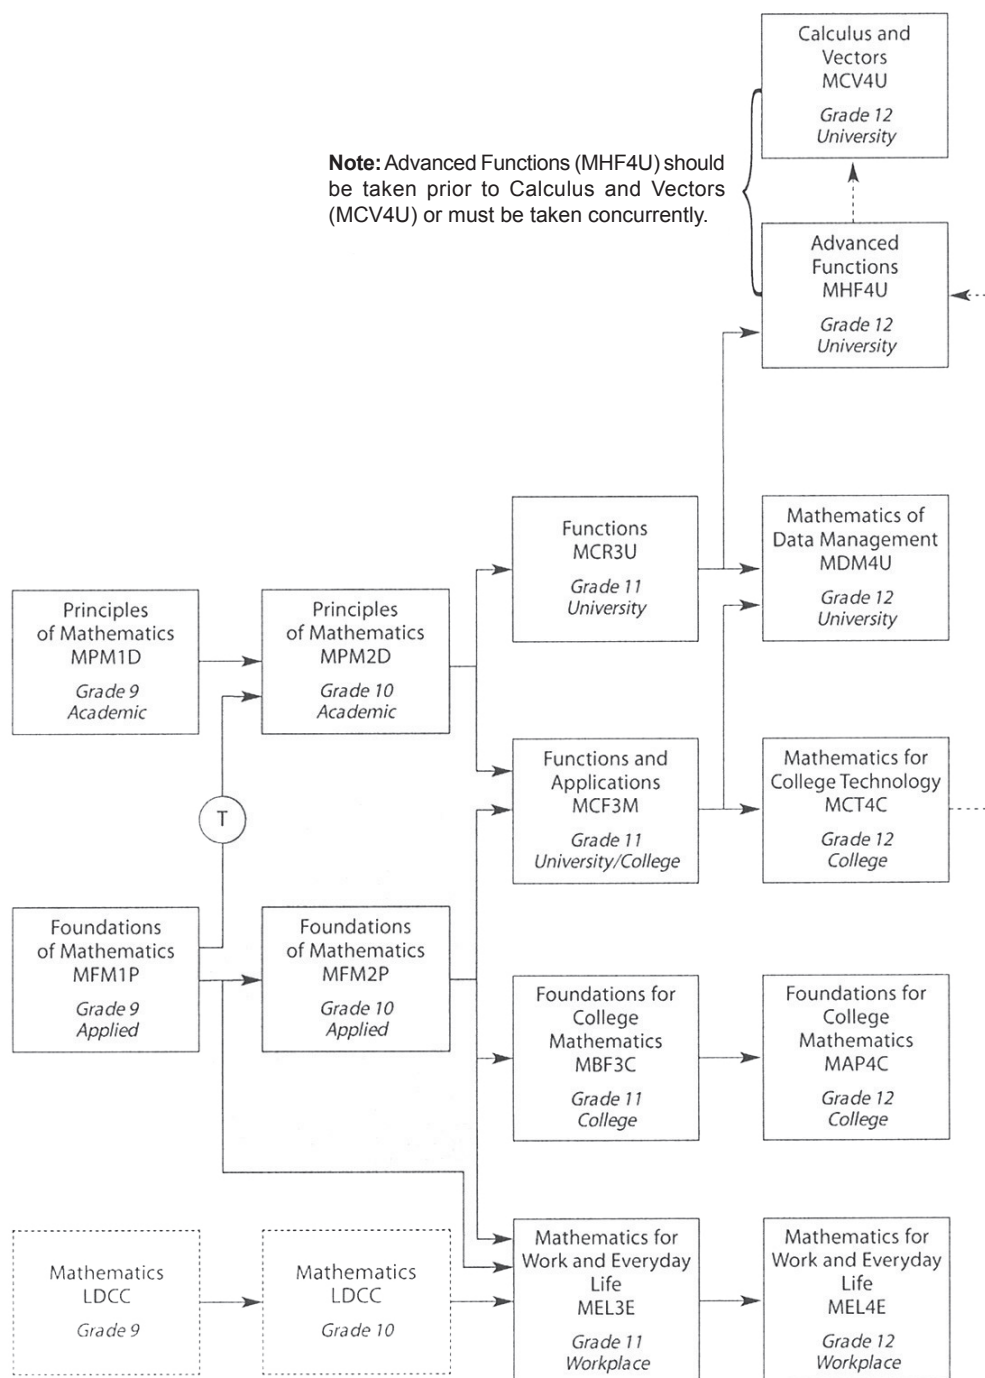 Calculus and
Vectors
MCV4U
Grade 12
University
Note: Advanced Functions (MHF4U) should
be taken prior to Calculus and Vectors
(MCV4U) or must be taken concurrently.
Advanced
Functions
MHF4U
Grade 12
University
Functions
MCR3U
Grade 11
University
Mathematics of
Data Management
MDM4U
Grade 12
University
Principles
of Mathematics
MPM1D
Grade 9
Academic
Principles
of Mathematics
MPM2D
Grade 10
Academic
Functions and
Applications
MCF3M
Grade 11
University/College
Mathematics for
College Technology
MCT4C
Grade 12
College
T
Foundations
of Mathematics
MFM1P
Grade 9
Applied
Foundations
of Mathematics
MFM2P
Grade 10
Applied
Foundations for
College
Mathematics
MBF3C
Grade 11
College
Foundations for
College
Mathematics
MAP4C
Grade 12
College
Mathematics
LDCC
Grade 9
Mathematics
LDCC
Grade 10
Mathematics for
Work and Everyday
Life
MEL3E
Grade 11
Workplace
Mathematics for
Work and Everyday
Life
MEL4E
Grade 12
Workplace